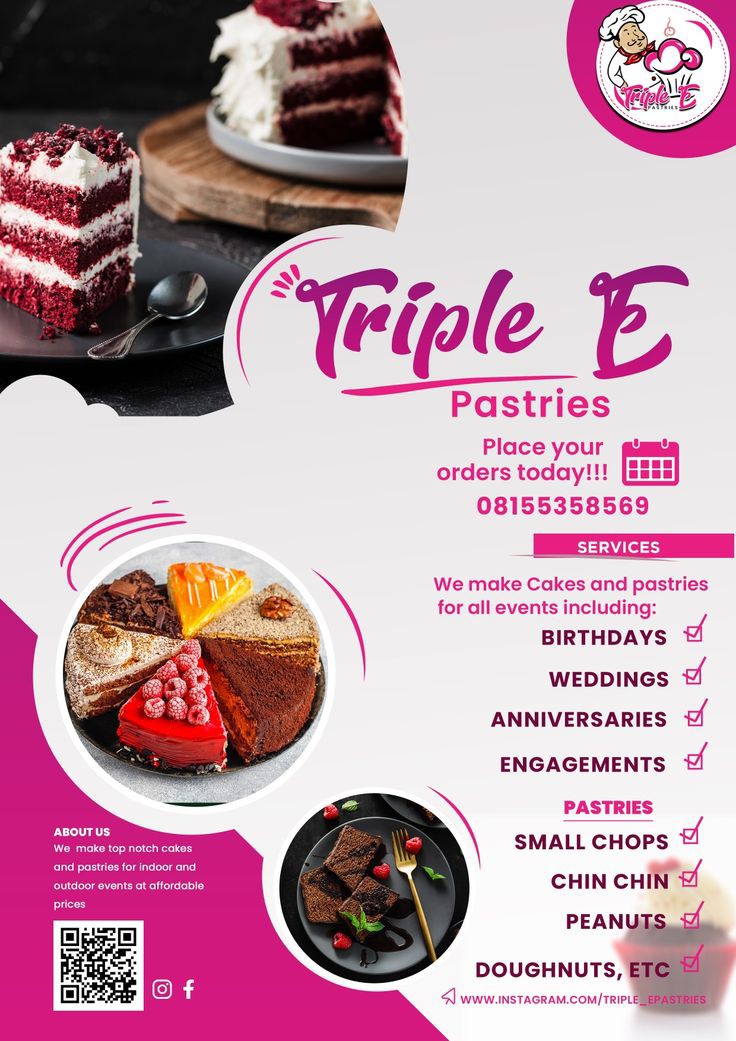 Triple E
PASTRIES
Triple E
Pastries
Place your
orders today!!!
08155358569
SERVICES
We make Cakes and pastries
for all events including:
BIRTHDAYS
WEDDINGS
ANNIVERSARIES
ENGAGEMENTS
PASTRIES
SMALL CHOPS
CHIN CHIN
PEANUTS
DOUGHNUTS, ETC
WWW.INSTAGRAM.COM/TRIPLE_EPASTRIES
ABOUT US
We make top notch cakes
and pastries for indoor and
outdoor events at affordable
prices